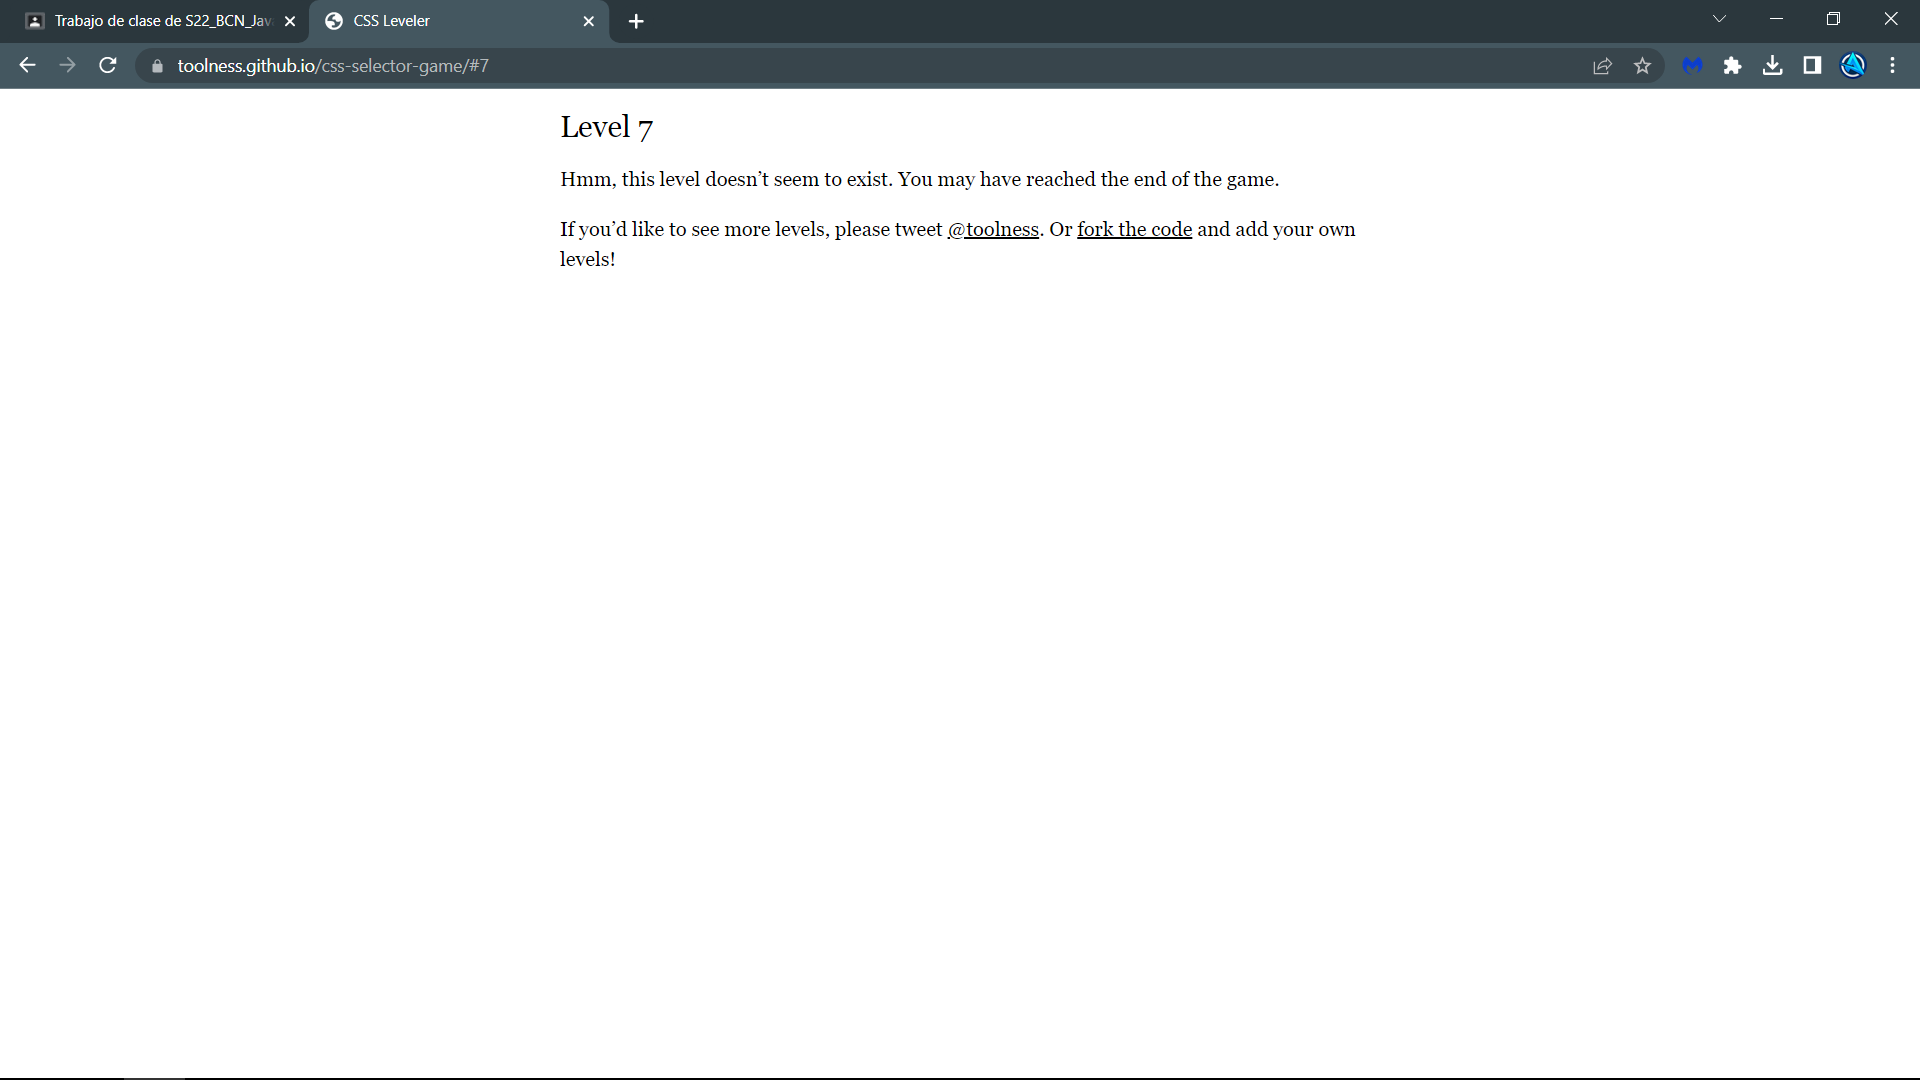 Trabajo de clase de S22_BCN_Jav
CSS Leveler
toolness.github.io/css-selector-game/#7
Level 7
Hmm, this level doesn’t seem to exist. You may have reached the end of the game.
If you’d like to see more levels, please tweet @toolness. Or fork the code and add your own
levels!